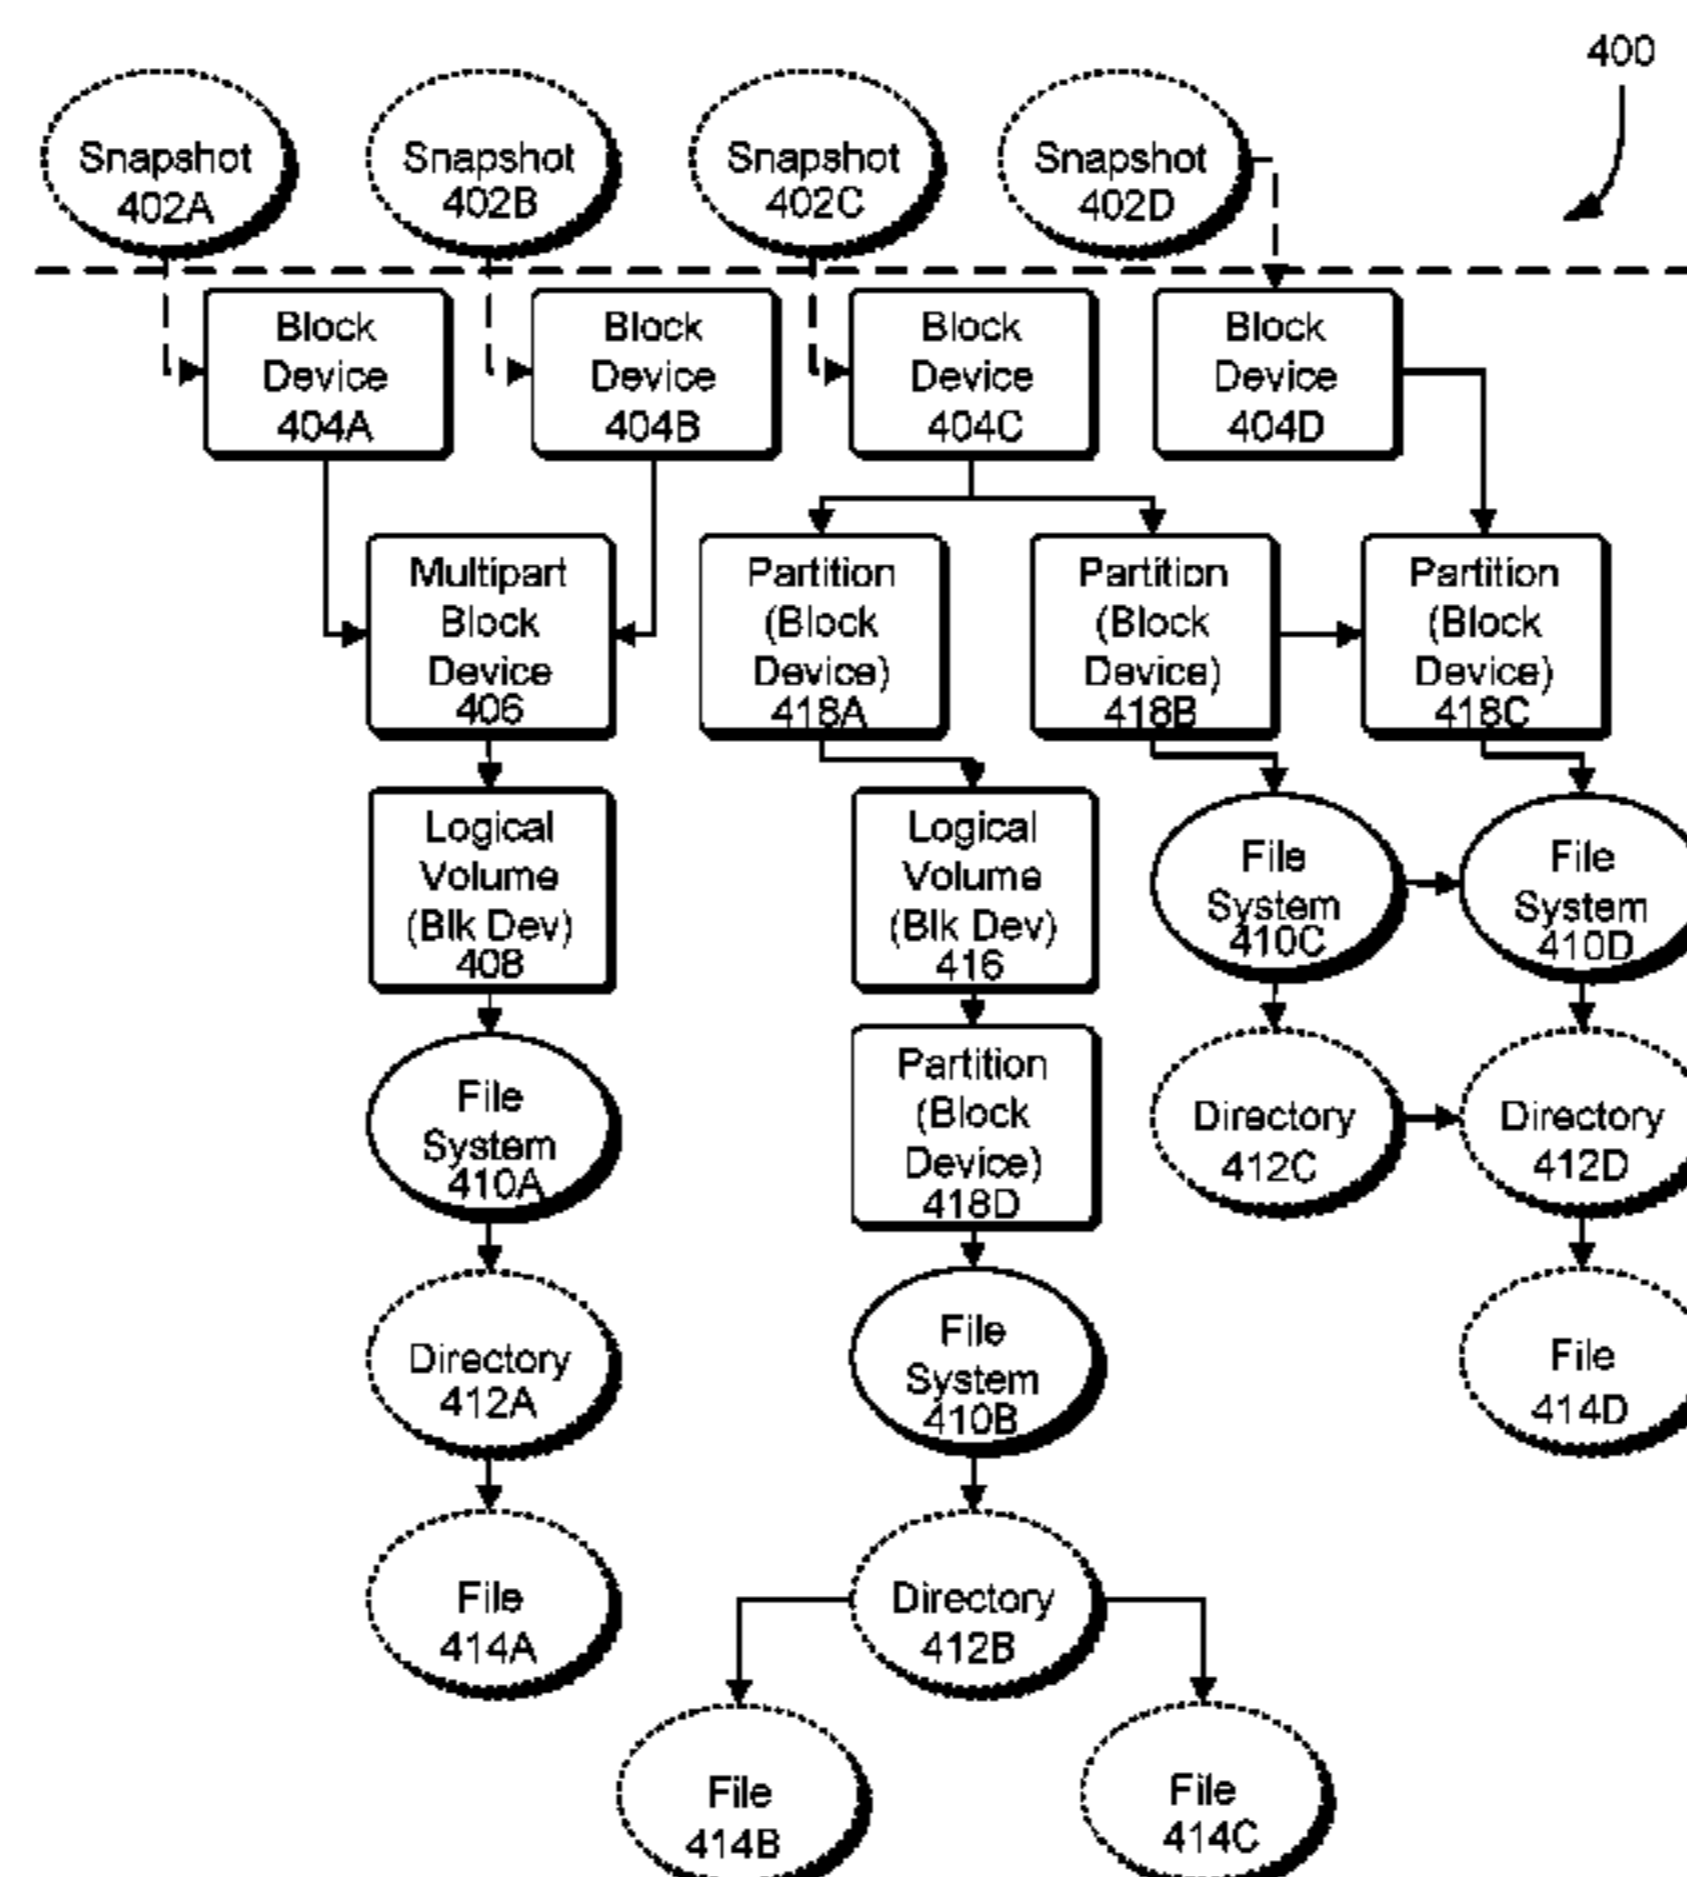 400
Snapshot
402A
Snapshot
402B
Snapshot
402C
Snapshot
402D
Block
Device
404A
Block
Device
404B
Block
Device
404C
Block
Device
404D
Multipart
Block
Device
406
Partition
(Block
Device)
418A
Partition
(Block
Device)
418B
Partition
(Block
Device)
418C
Logical
Volume
(Blk Dev)
408
Logical
Volume
(Blk Dev)
416
File
System
410C
File
System
410D
File
System
410A
Partition
(Block
Device)
418D
Directory
412C
Directory
412D
Directory
412A
File
System
410B
File
414D
File
414A
Directory
412B
File
414B
File
414C